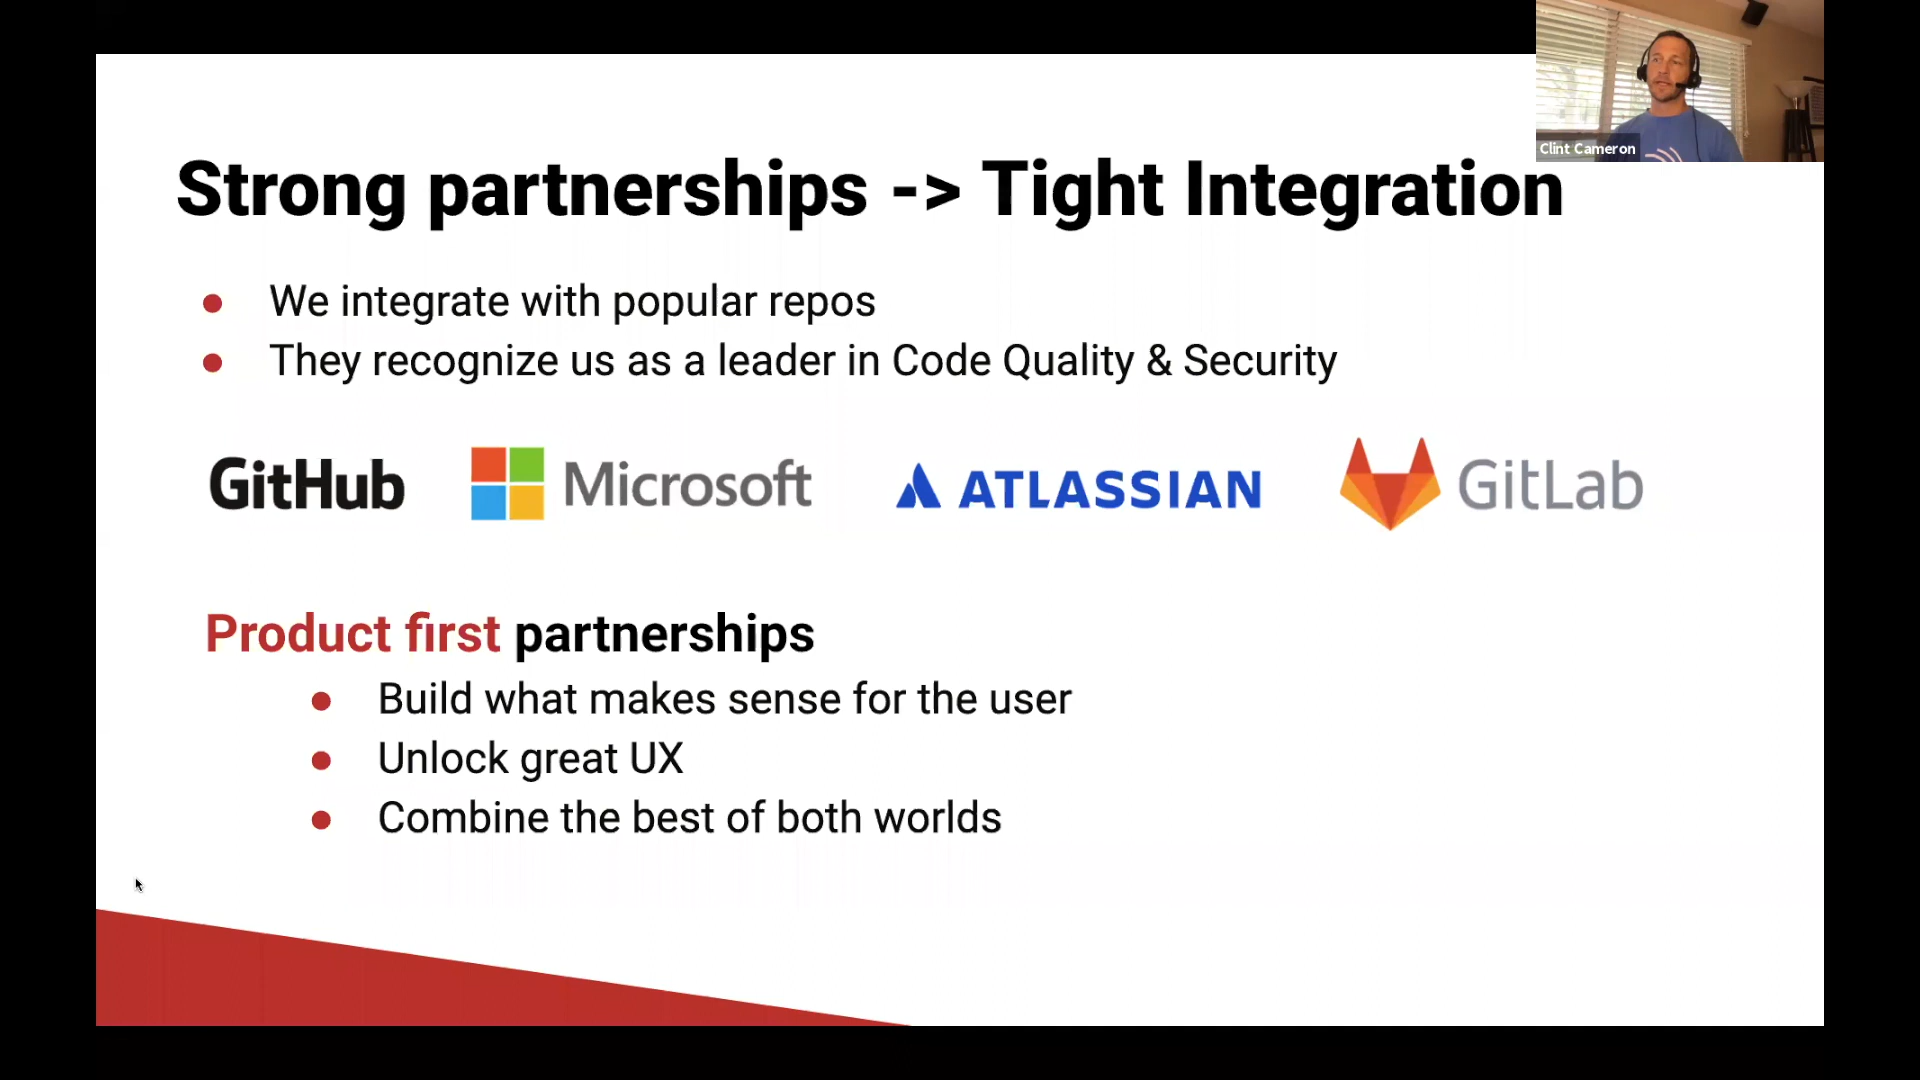 Clint Cameron
Strong partnerships -> Tight Integration
● We integrate with popular repos
● They recognize us as a leader in Code Quality & Security
GitHub Microsoft ATLASSIAN GitLab
Product first partnerships
● Build what makes sense for the user
● Unlock great UX
● Combine the best of both worlds